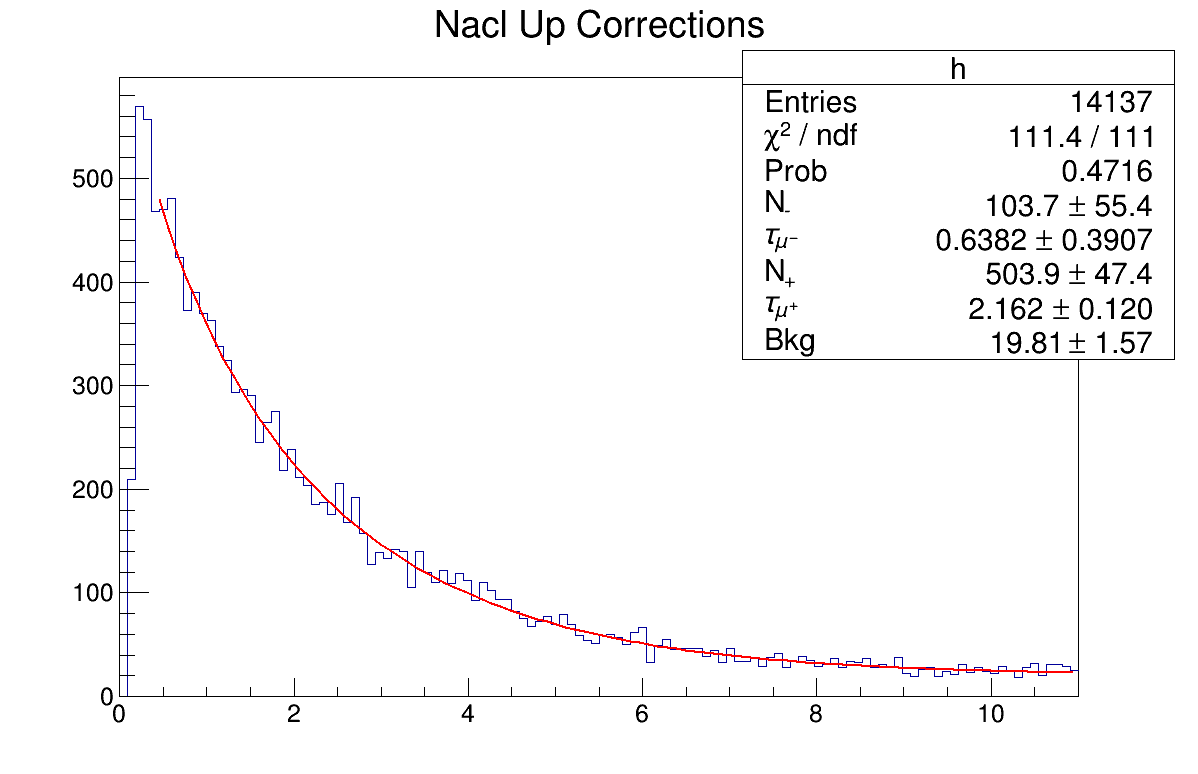 Nacl Up Corrections
h
Entries 14137
χ² / ndf 111.4 / 111
Prob 0.4716
N₋ 103.7 ± 55.4
τμ⁻ 0.6382 ± 0.3907
N₊ 503.9 ± 47.4
τμ⁺ 2.162 ± 0.120
Bkg 19.81 ± 1.57
500
400
300
200
100
0
0 2 4 6 8 10